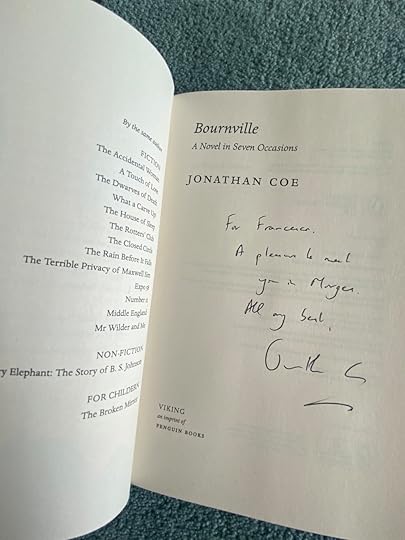 By the same author
FICTION
The Accidental Woman
A Touch of Love
The Dwarves of Death
What a Carve Up!
The House of Sleep
The Rotters' Club
The Closed Circle
The Rain Before It Falls
The Terrible Privacy of Maxwell Sim
Expo 58
Number 11
Middle England
Mr Wilder and Me
NON-FICTION
ry Elephant: The Story of B. S. Johnson
FOR CHILDERN
The Broken Mirror
Bournville
A Novel in Seven Occasions
JONATHAN COE
For Francesco.
A pleasure to meet
you in
All my best,
VIKING
an imprint of
PENGUIN BOOKS